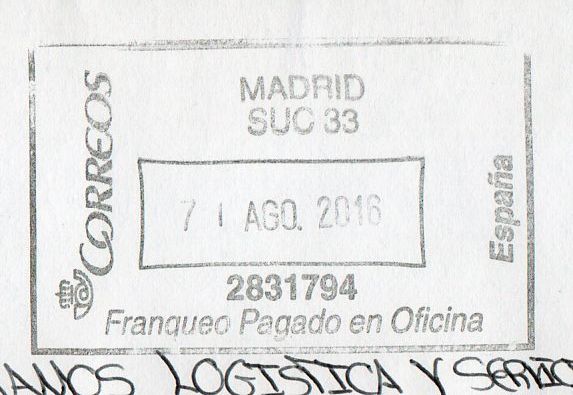 CORREOS
MADRID
SUC 33
AGO. 2016
España
2831794
Franqueo Pagado en Oficina
LOGISTICA Y